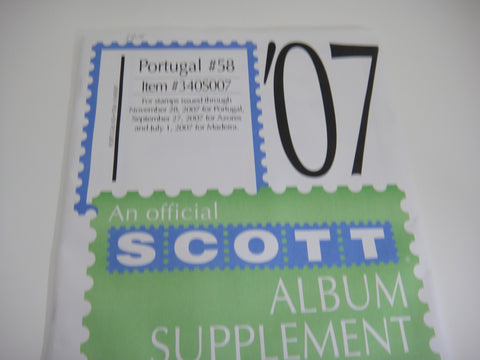 '07
Portugal #58
Item #340S007
For stamps issued through
November 28, 2007 for Portugal,
September 27, 2007 for Azores
and July 1, 2007 for Madeira.
An official
SCOTT
ALBUM
SUPPLEMENT